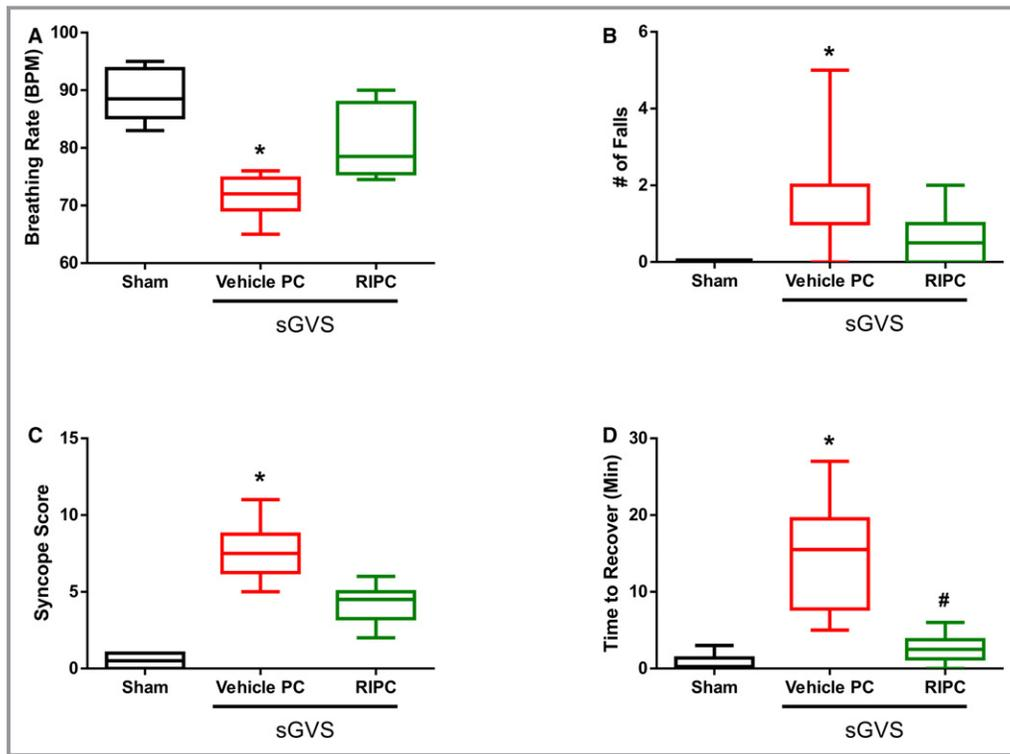 A
Breathing Rate (BPM)
100
90
80
70
60
*
Sham
Vehicle PC
RIPC
sGVS
B
# of Falls
6
4
2
0
*
Sham
Vehicle PC
RIPC
sGVS
C
Syncope Score
15
10
5
0
*
Sham
Vehicle PC
RIPC
sGVS
D
Time to Recover (Min)
30
20
10
0
*
#
Sham
Vehicle PC
RIPC
sGVS